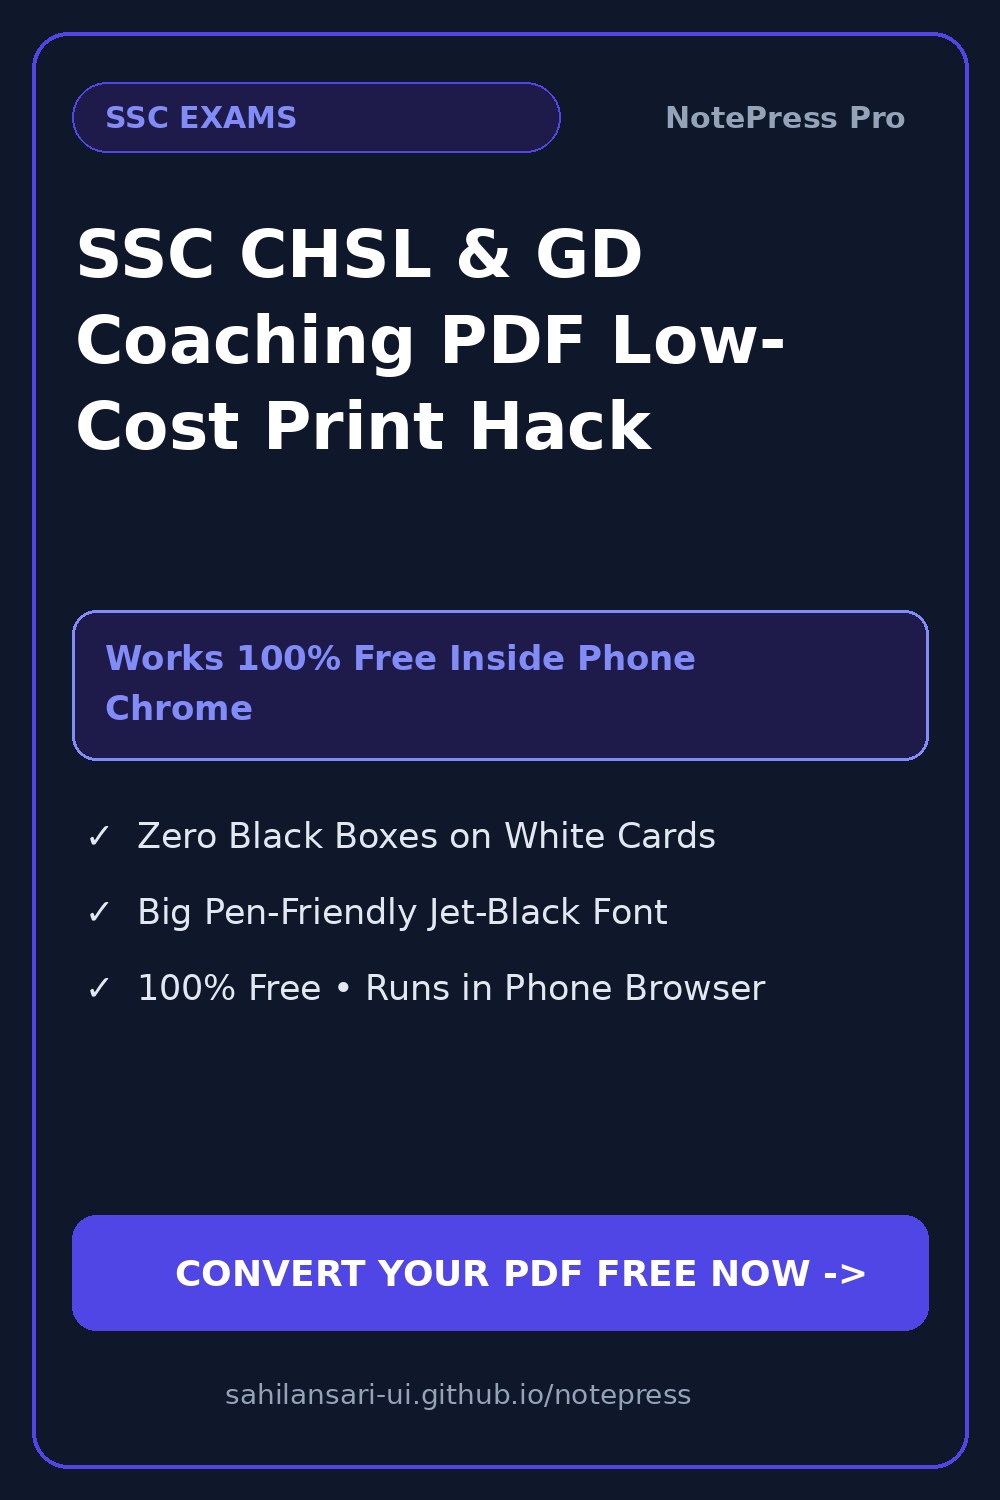 SSC EXAMS
NotePress Pro
SSC CHSL & GD
Coaching PDF Low-
Cost Print Hack
Works 100% Free Inside Phone
Chrome
✓ Zero Black Boxes on White Cards
✓ Big Pen-Friendly Jet-Black Font
✓ 100% Free • Runs in Phone Browser
CONVERT YOUR PDF FREE NOW ->
sahilansari-ui.github.io/notepress